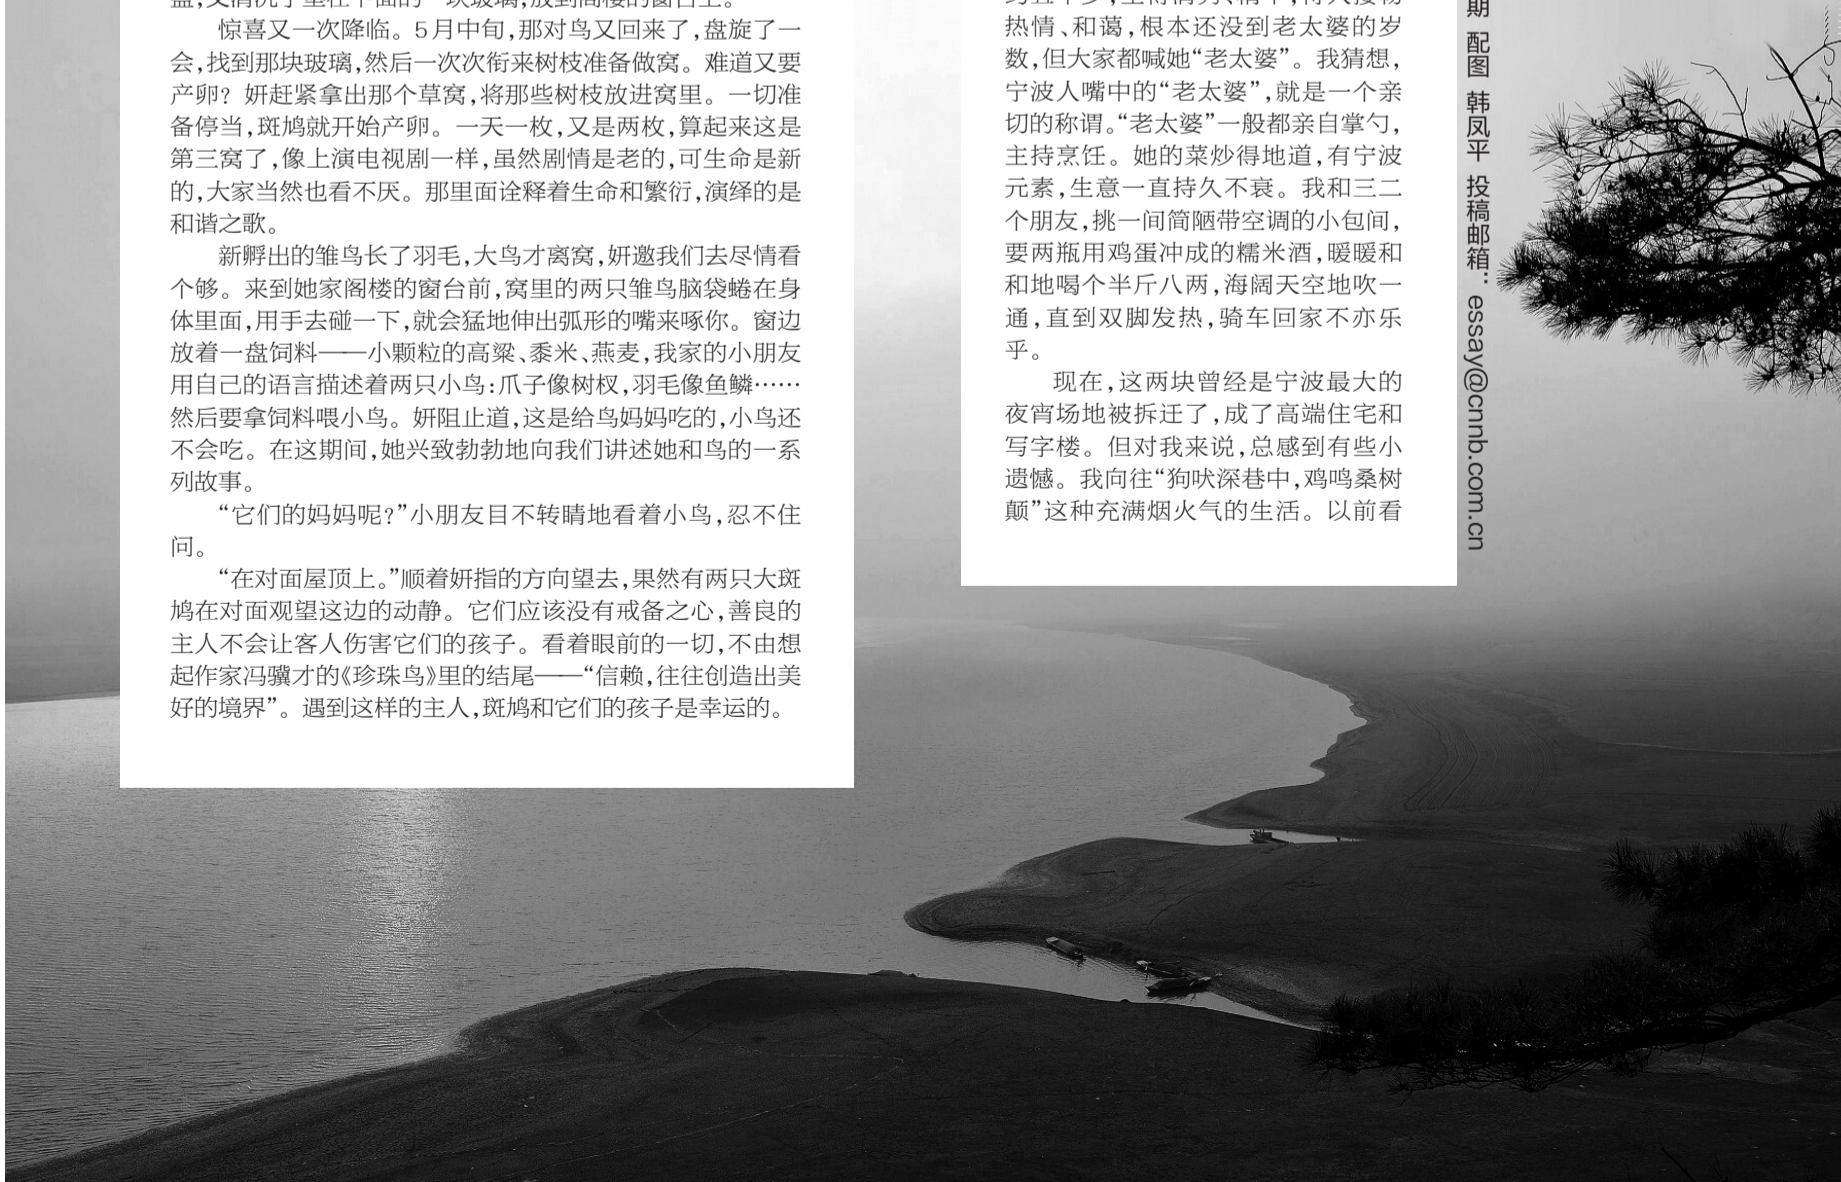 惊喜又一次降临。5月中旬,那对鸟又回来了,盘旋了一
会,找到那块玻璃,然后一次次衔来树枝准备做窝。难道又要
产卵?妍赶紧拿出那个草窝,将那些树枝放进窝里。一切准
备停当,斑鸠就开始产卵。一天一枚,又是两枚,算起来这是
第三窝了,像上演电视剧一样,虽然剧情是老的,可生命是新
的,大家当然也看不厌。那里面诠释着生命和繁衍,演绎的是
和谐之歌。
新孵出的雏鸟长了羽毛,大鸟才离窝,妍邀我们去尽情看
个够。来到她家阁楼的窗台前,窝里的两只雏鸟脑袋蜷在身
体里面,用手去碰一下,就会猛地伸出弧形的嘴来啄你。窗边
放着一盘饲料——小颗粒的高粱、黍米、燕麦,我家的小朋友
用自己的语言描述着两只小鸟:爪子像树杈,羽毛像鱼鳞……
然后要拿饲料喂小鸟。妍阻止道,这是给鸟妈妈吃的,小鸟还
不会吃。在这期间,她兴致勃勃地向我们讲述她和鸟的一系
列故事。
“它们的妈妈呢?”小朋友目不转睛地看着小鸟,忍不住
问。
“在对面屋顶上。”顺着妍指的方向望去,果然有两只大斑
鸠在对面观望这边的动静。它们应该没有戒备之心,善良的
主人不会让客人伤害它们的孩子。看着眼前的一切,不由想
起作家冯骥才的《珍珠鸟》里的结尾——“信赖,往往创造出美
好的境界”。遇到这样的主人,斑鸠和它们的孩子是幸运的。
热情、和蔼,根本还没到老太婆的岁
数,但大家都喊她“老太婆”。我猜想,
宁波人嘴中的“老太婆”,就是一个亲
切的称谓。“老太婆”一般都亲自掌勺,
主持烹饪。她的菜炒得地道,有宁波
元素,生意一直持久不衰。我和三二
个朋友,挑一间简陋带空调的小包间,
要两瓶用鸡蛋冲成的糯米酒,暖暖和
和地喝个半斤八两,海阔天空地吹一
通,直到双脚发热,骑车回家不亦乐
乎。
现在,这两块曾经是宁波最大的
夜宵场地被拆迁了,成了高端住宅和
写字楼。但对我来说,总感到有些小
遗憾。我向往“狗吠深巷中,鸡鸣桑树
颠”这种充满烟火气的生活。以前看
期 配图 韩凤平 投稿邮箱:essay@cnnb.com.cn